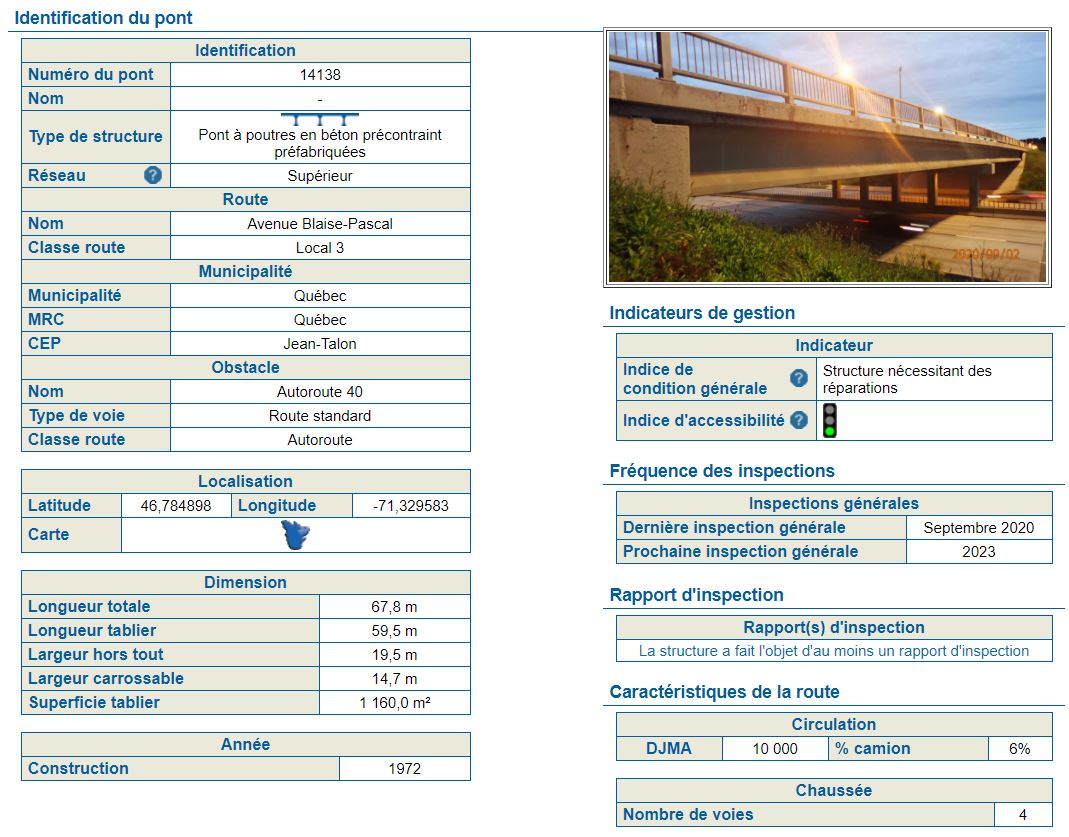 Identification du pont
Identification
Numéro du pont 14138
Nom -
Type de structure Pont à poutres en béton précontraint
préfabriquées
Réseau ? Supérieur
Route
Nom Avenue Blaise-Pascal
Classe route Local 3
Municipalité
Municipalité Québec
MRC Québec
CEP Jean-Talon
Obstacle
Nom Autoroute 40
Type de voie Route standard
Classe route Autoroute
Localisation
Latitude 46,784898 Longitude -71,329583
Carte
Dimension
Longueur totale 67,8 m
Longueur tablier 59,5 m
Largeur hors tout 19,5 m
Largeur carrossable 14,7 m
Superficie tablier 1 160,0 m²
Année
Construction 1972
2020/09/02
Indicateurs de gestion
Indicateur
Indice de
condition générale ? Structure nécessitant des
réparations
Indice d'accessibilité ?
Fréquence des inspections
Inspections générales
Dernière inspection générale Septembre 2020
Prochaine inspection générale 2023
Rapport d'inspection
Rapport(s) d'inspection
La structure a fait l'objet d'au moins un rapport d'inspection
Caractéristiques de la route
Circulation
DJMA 10 000 % camion 6%
Chaussée
Nombre de voies 4